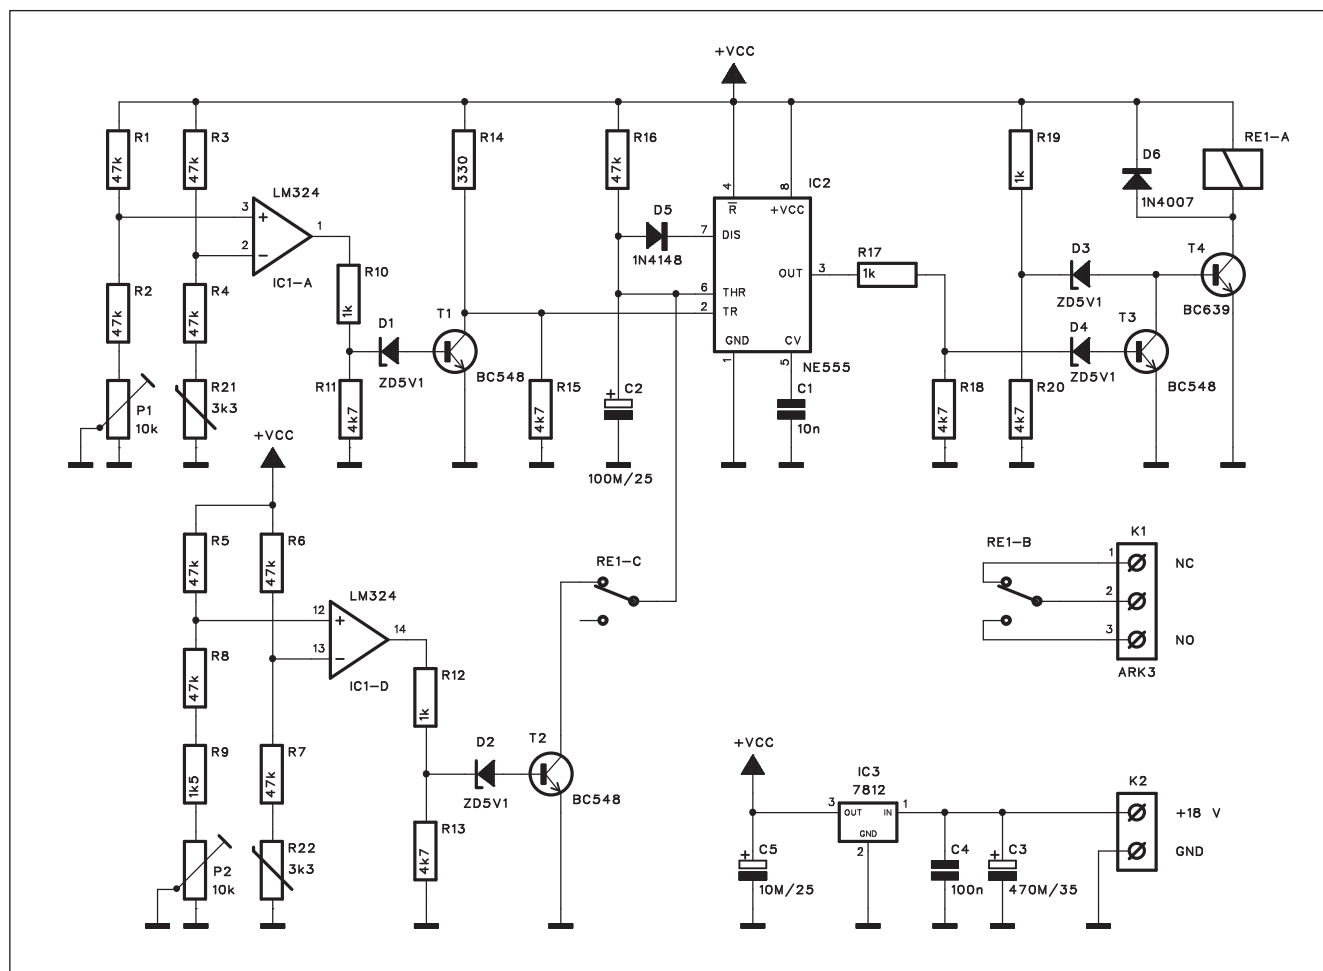 +VCC
R1
47k
R3
47k
R14
330
R16
47k
R19
1k
D6
1N4007
RE1-A
LM324
3
+
2
−
1
IC1-A
R10
1k
D5
1N4148
4
8
IC2
R
+VCC
7
DIS
OUT
3
6
THR
2
TR
GND
CV
1
5
NE555
R17
1k
D3
ZD5V1
T4
BC639
R2
47k
R4
47k
D1
ZD5V1
T1
BC548
D4
ZD5V1
T3
BC548
P1
10k
R21
3k3
R11
4k7
R15
4k7
+
C2
100M/25
C1
10n
R18
4k7
R20
4k7
+VCC
R5
47k
R6
47k
RE1-C
RE1-B
K1
1
NC
2
3
NO
ARK3
LM324
12
+
13
−
14
IC1-D
R8
47k
R12
1k
R9
1k5
R7
47k
D2
ZD5V1
T2
BC548
P2
10k
R22
3k3
R13
4k7
+VCC
IC3
7812
3
OUT
IN
1
GND
2
K2
+18 V
GND
+
C5
10M/25
C4
100n
+
C3
470M/35